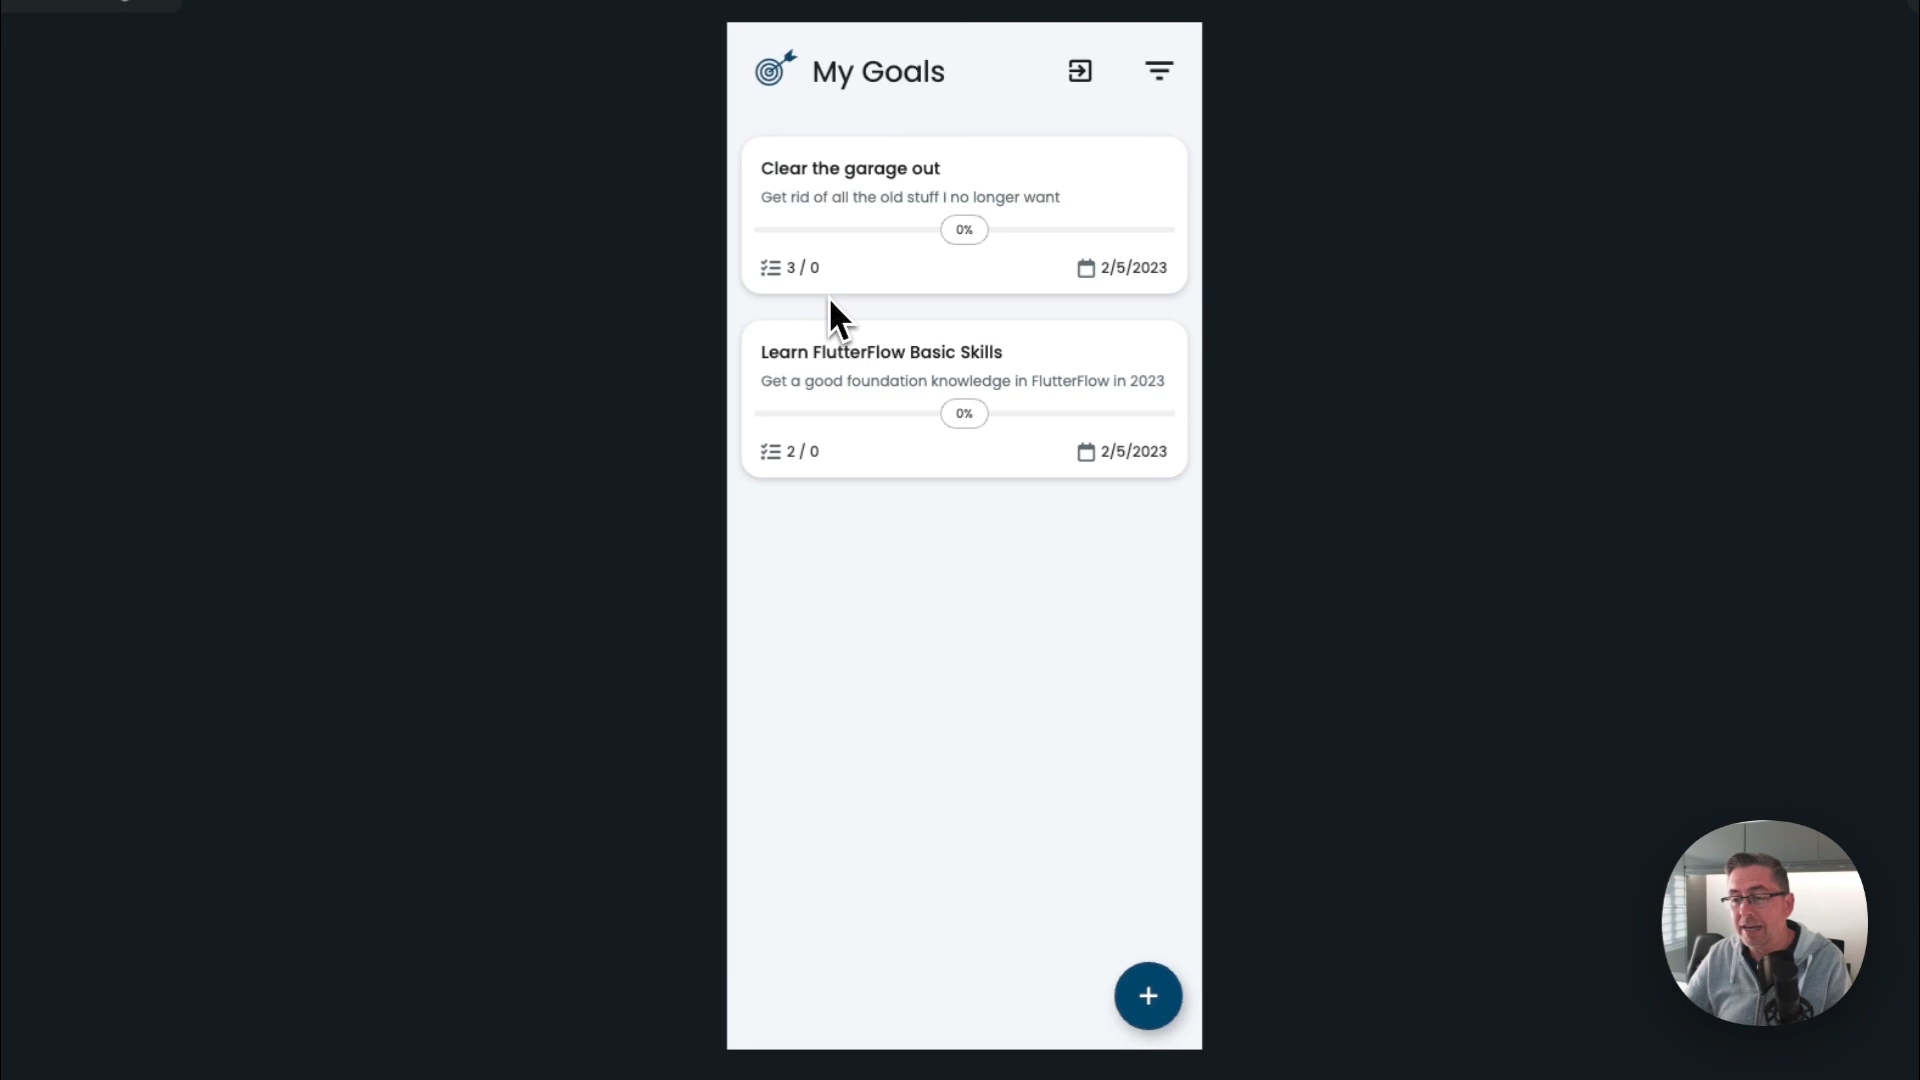 My Goals
Clear the garage out
Get rid of all the old stuff I no longer want
0%
3 / 0
2/5/2023
Learn FlutterFlow Basic Skills
Get a good foundation knowledge in FlutterFlow in 2023
0%
2 / 0
2/5/2023
+